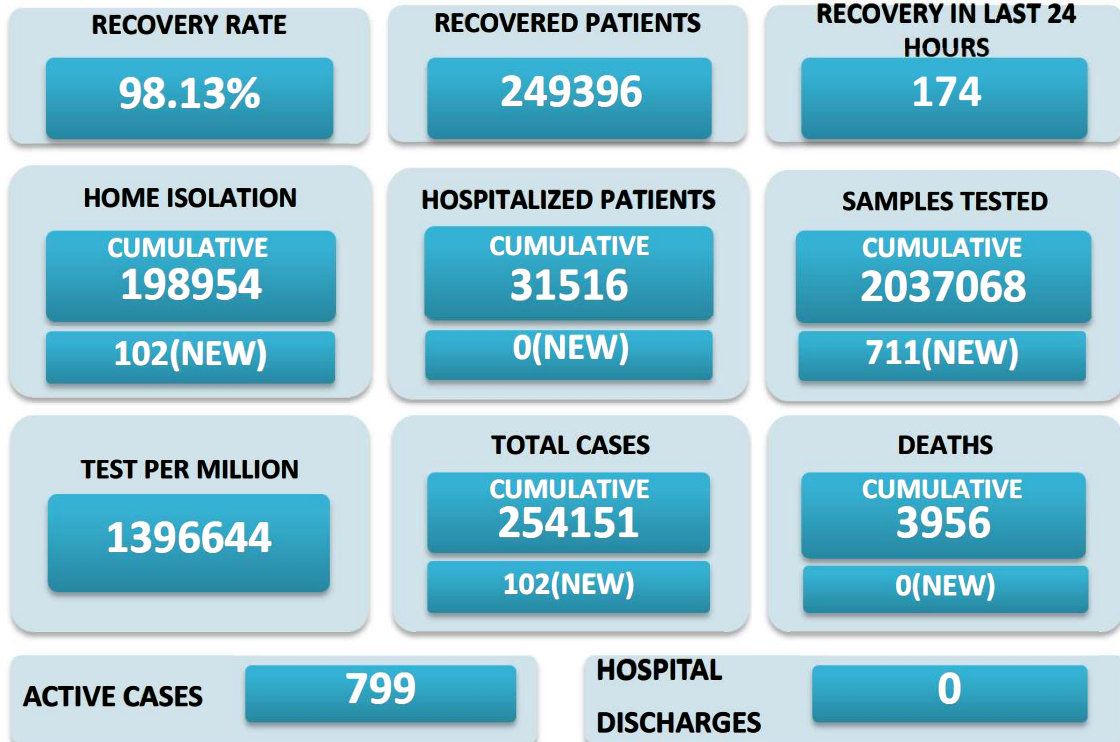 RECOVERY RATE
98.13%
RECOVERED PATIENTS
249396
RECOVERY IN LAST 24
HOURS
174
HOME ISOLATION
CUMULATIVE
198954
102(NEW)
HOSPITALIZED PATIENTS
CUMULATIVE
31516
0(NEW)
SAMPLES TESTED
CUMULATIVE
2037068
711(NEW)
TEST PER MILLION
1396644
TOTAL CASES
CUMULATIVE
254151
102(NEW)
DEATHS
CUMULATIVE
3956
0(NEW)
ACTIVE CASES
799
HOSPITAL
DISCHARGES
0